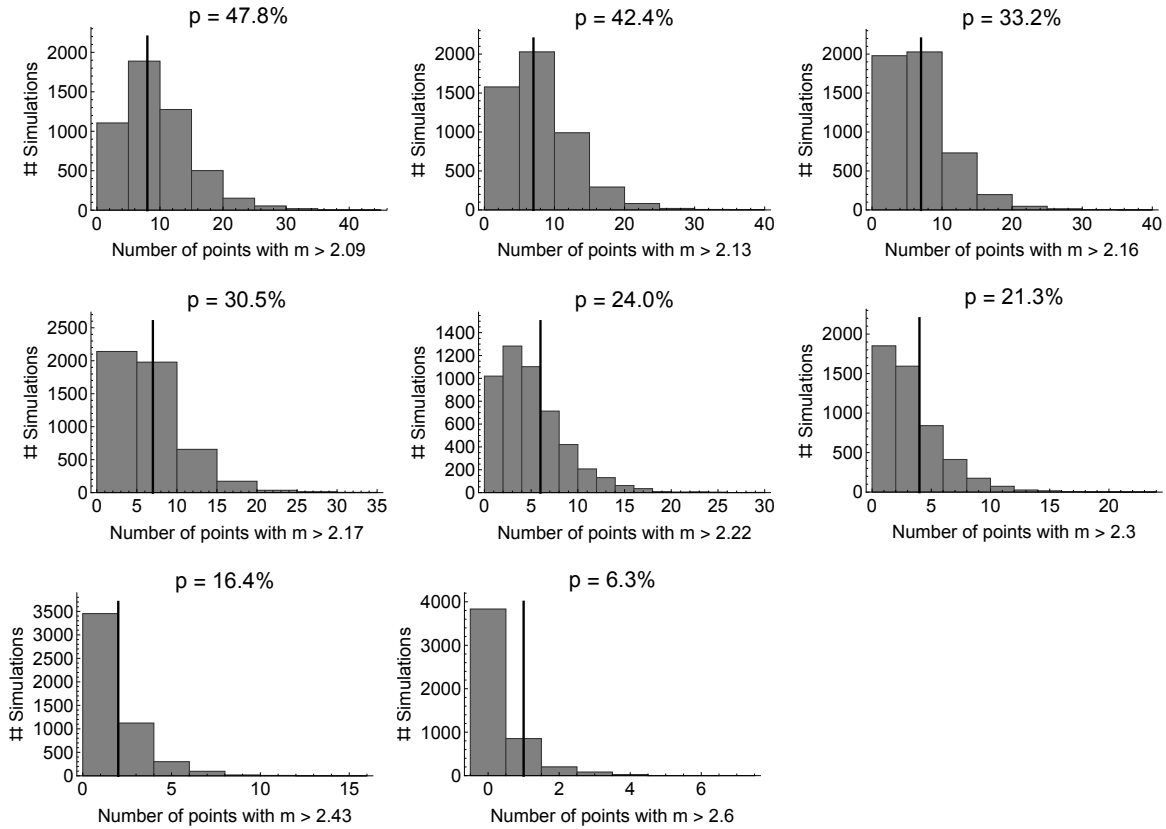 p = 47.8%
2000
1500
1000
500
0
# Simulations
0 10 20 30 40
Number of points with m > 2.09
p = 42.4%
2000
1500
1000
500
0
# Simulations
0 10 20 30 40
Number of points with m > 2.13
p = 33.2%
2000
1500
1000
500
0
# Simulations
0 10 20 30 40
Number of points with m > 2.16
p = 30.5%
2500
2000
1500
1000
500
0
# Simulations
0 5 10 15 20 25 30 35
Number of points with m > 2.17
p = 24.0%
1400
1200
1000
800
600
400
200
0
# Simulations
0 5 10 15 20 25 30
Number of points with m > 2.22
p = 21.3%
2000
1500
1000
500
0
# Simulations
0 5 10 15 20
Number of points with m > 2.3
p = 16.4%
3500
3000
2500
2000
1500
1000
500
0
# Simulations
0 5 10 15
Number of points with m > 2.43
p = 6.3%
4000
3000
2000
1000
0
# Simulations
0 2 4 6
Number of points with m > 2.6